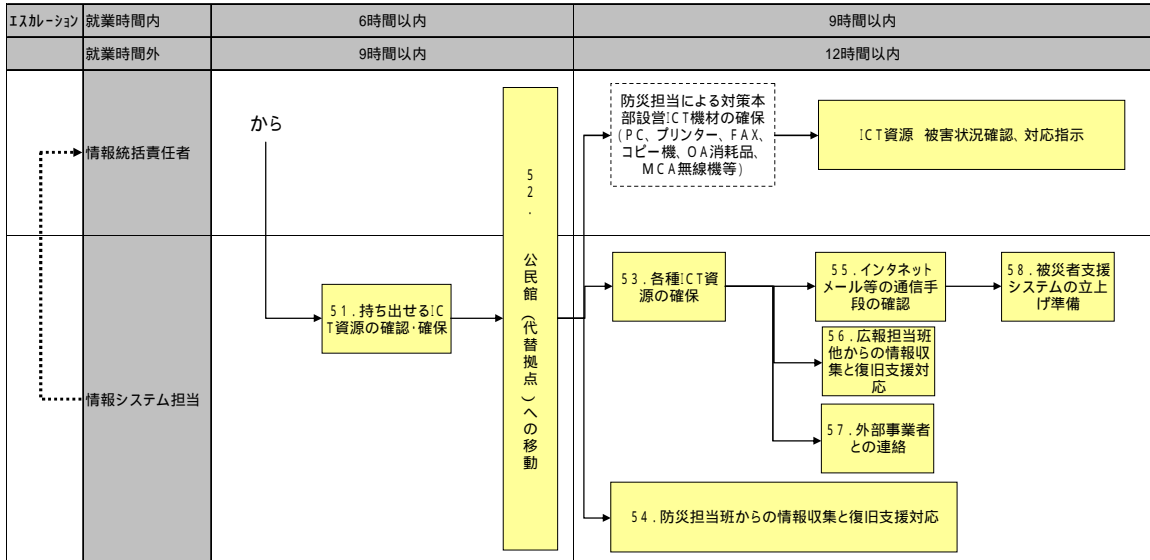 ｴｽｶﾚｰｼｮﾝ 就業時間内 6時間以内 9時間以内
就業時間外 9時間以内 12時間以内
情報統括責任者
から
52．　公民館（代替拠点）への移動
防災担当による対策本
部設営ICT機材の確保
(PC、プリンター、FAX、
コピー機、OA消耗品、
MCA無線機等)
ICT資源　被害状況確認、対応指示
情報システム担当
51．持ち出せるIC
T資源の確認・確保
53．各種ICT資
源の確保
55．インタネット
メール等の通信手
段の確認
58．被災者支援
システムの立上
げ準備
56．広報担当班
他からの情報収
集と復旧支援対
応
57．外部事業者
との連絡
54．防災担当班からの情報収集と復旧支援対応